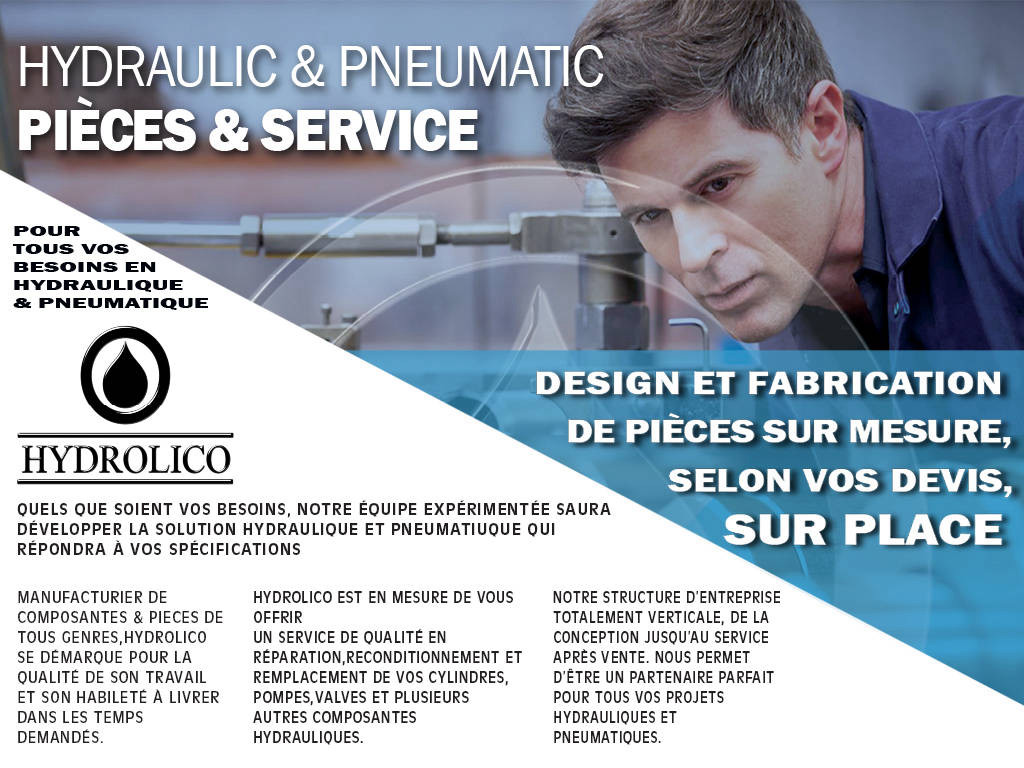 HYDRAULIC & PNEUMATIC
PIÈCES & SERVICE
POUR
TOUS VOS
BESOINS EN
HYDRAULIQUE
& PNEUMATIQUE
HYDROLICO
DESIGN ET FABRICATION
DE PIÈCES SUR MESURE,
SELON VOS DEVIS,
SUR PLACE
QUELS QUE SOIENT VOS BESOINS, NOTRE ÉQUIPE EXPÉRIMENTÉE SAURA
DÉVELOPPER LA SOLUTION HYDRAULIQUE ET PNEUMATIUQUE QUI
RÉPONDRA À VOS SPÉCIFICATIONS
MANUFACTURIER DE
COMPOSANTES & PIECES DE
TOUS GENRES,HYDROLICO
SE DÉMARQUE POUR LA
QUALITÉ DE SON TRAVAIL
ET SON HABILETÉ À LIVRER
DANS LES TEMPS
DEMANDÉS.
HYDROLICO EST EN MESURE DE VOUS
OFFRIR
UN SERVICE DE QUALITÉ EN
RÉPARATION,RECONDITIONNEMENT ET
REMPLACEMENT DE VOS CYLINDRES,
POMPES,VALVES ET PLUSIEURS
AUTRES COMPOSANTES
HYDRAULIQUES.
NOTRE STRUCTURE D'ENTREPRISE
TOTALEMENT VERTICALE, DE LA
CONCEPTION JUSQU'AU SERVICE
APRÈS VENTE. NOUS PERMET
D'ÊTRE UN PARTENAIRE PARFAIT
POUR TOUS VOS PROJETS
HYDRAULIQUES ET
PNEUMATIQUES.